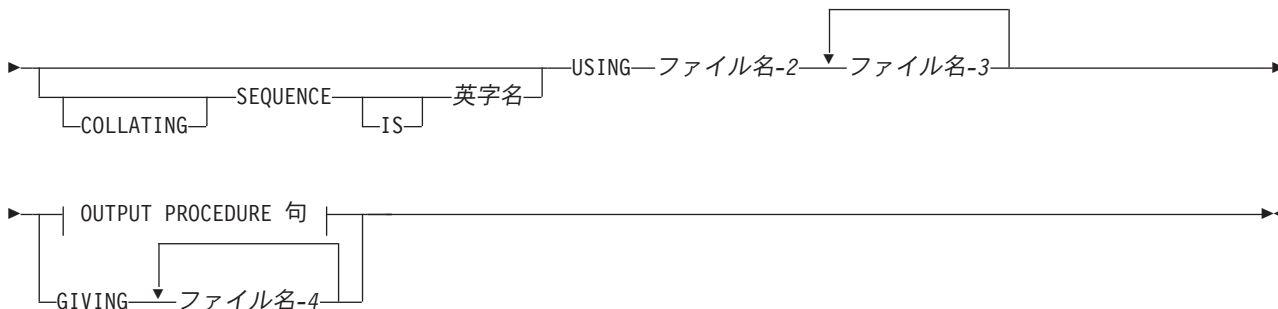 USING ファイル名-2 ファイル名-3
SEQUENCE 英字名
COLLATING IS
OUTPUT PROCEDURE 句
GIVING ファイル名-4